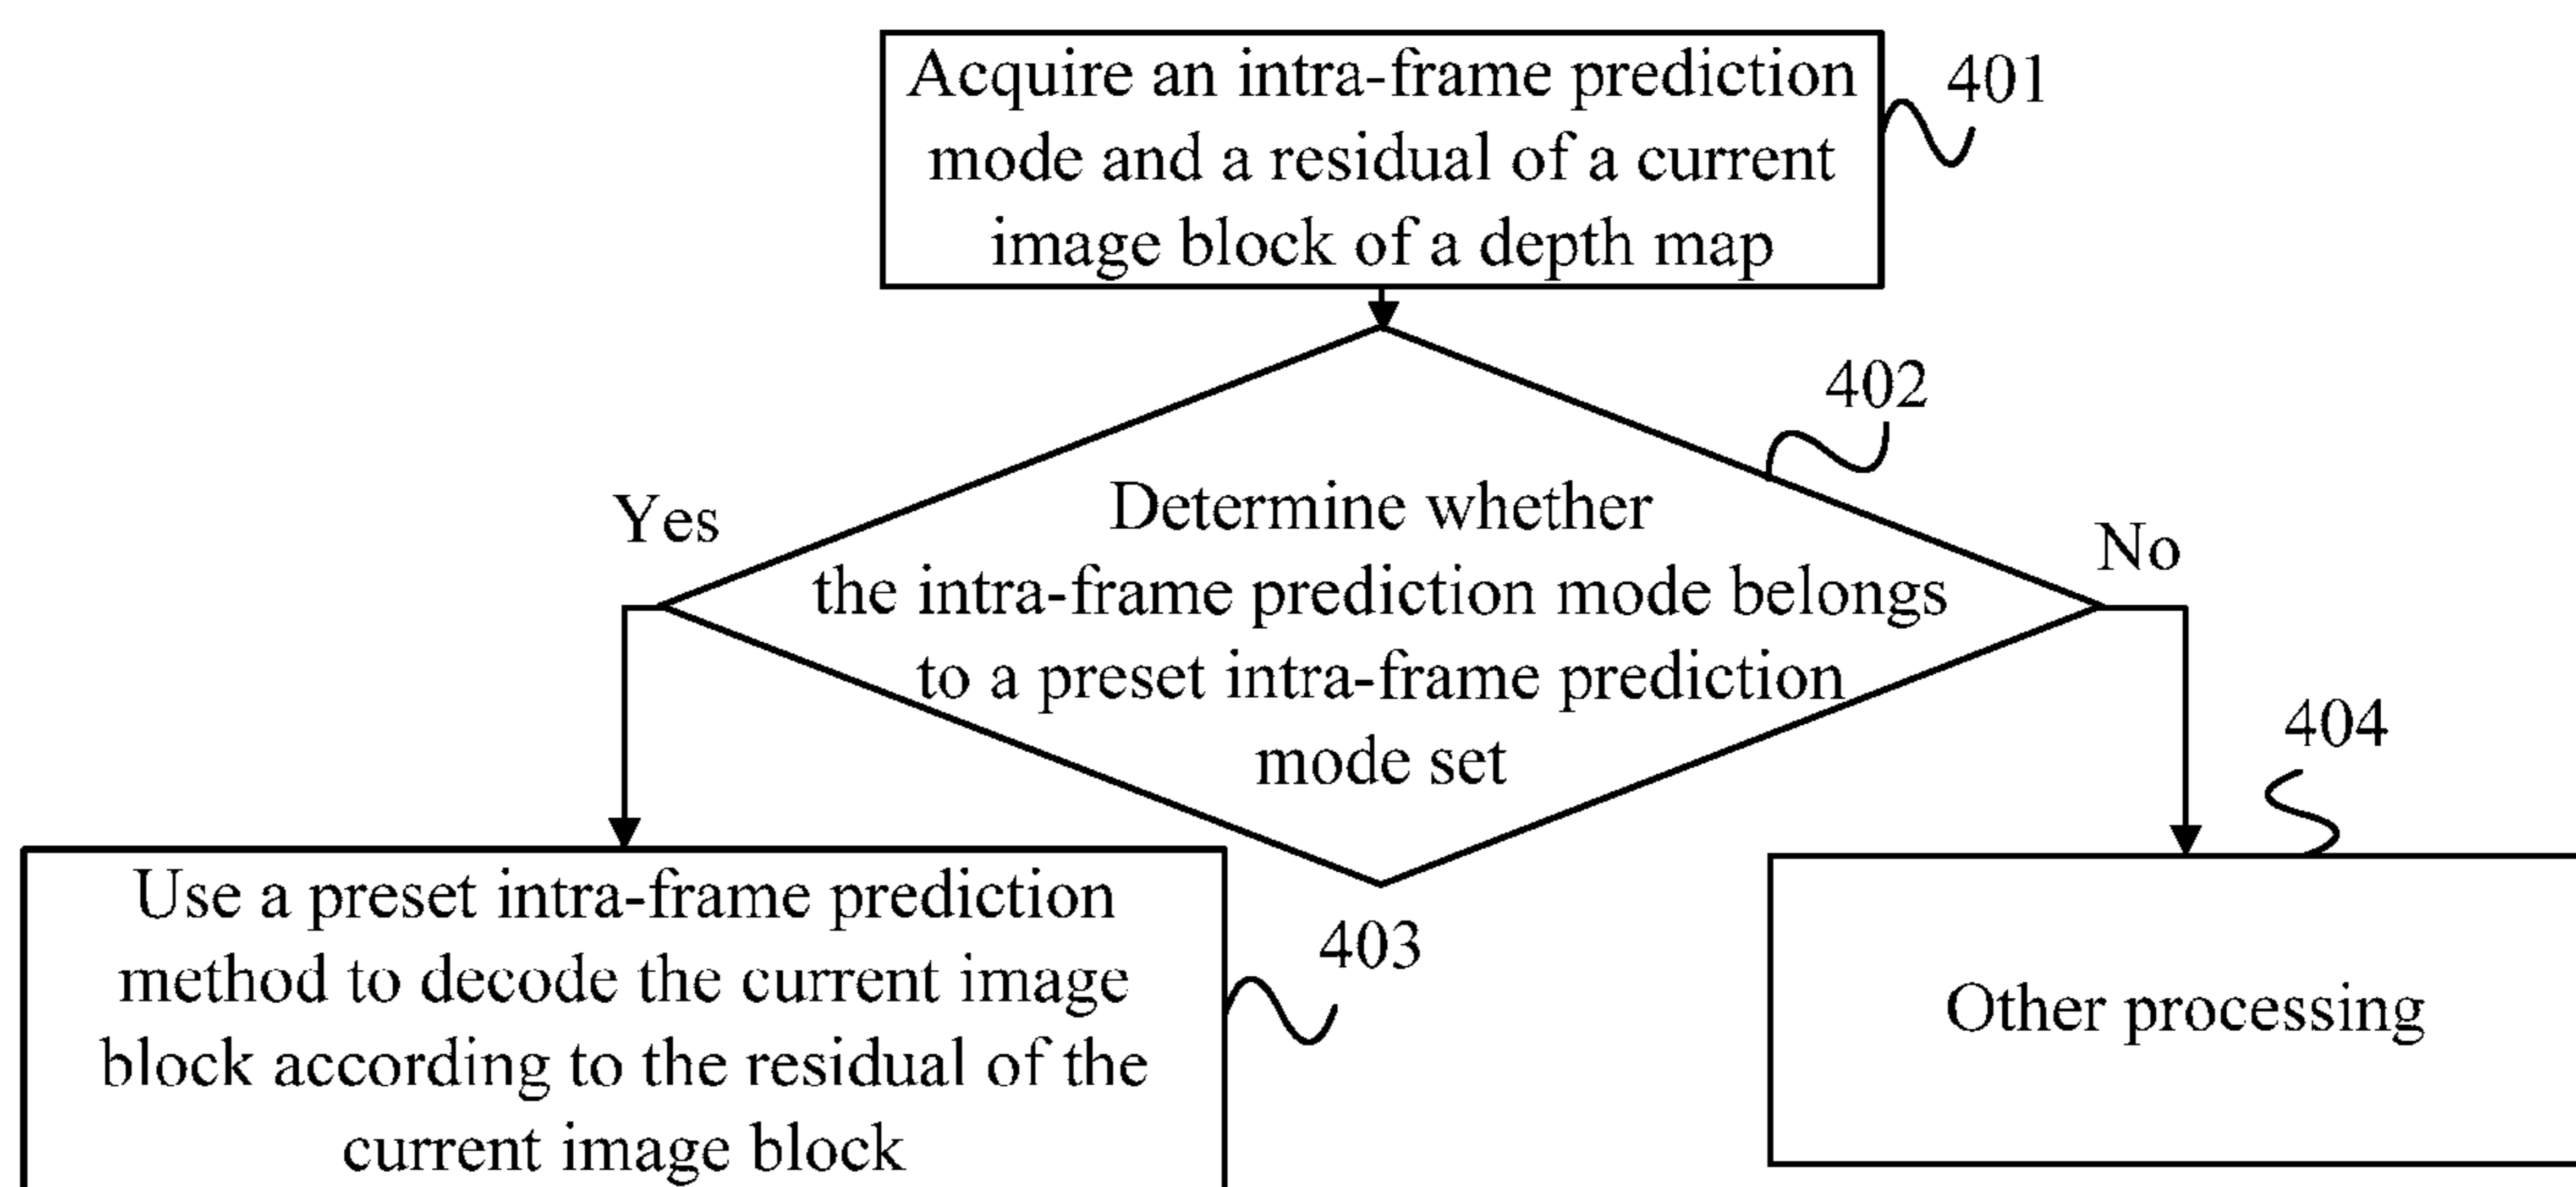 Acquire an intra-frame prediction
mode and a residual of a current
image block of a depth map
401
402
Determine whether
the intra-frame prediction mode belongs
to a preset intra-frame prediction
mode set
Yes
No
Use a preset intra-frame prediction
method to decode the current image
block according to the residual of the
current image block
403
404
Other processing